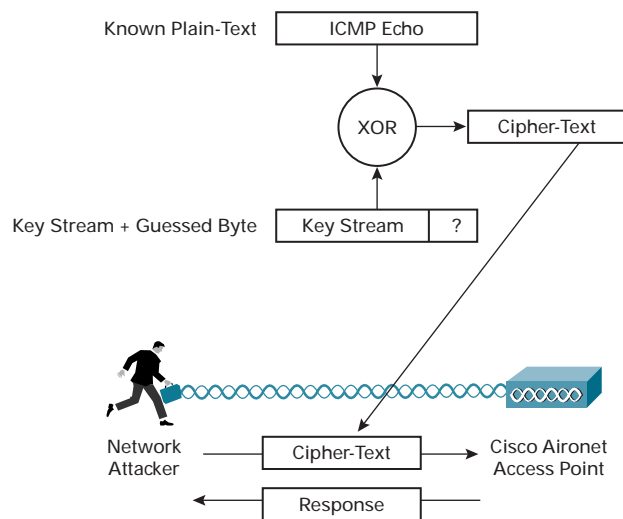 Known Plain-Text
ICMP Echo
XOR
Cipher-Text
Key Stream + Guessed Byte
Key Stream
?
Network
Attacker
Cipher-Text
Cisco Aironet
Access Point
Response